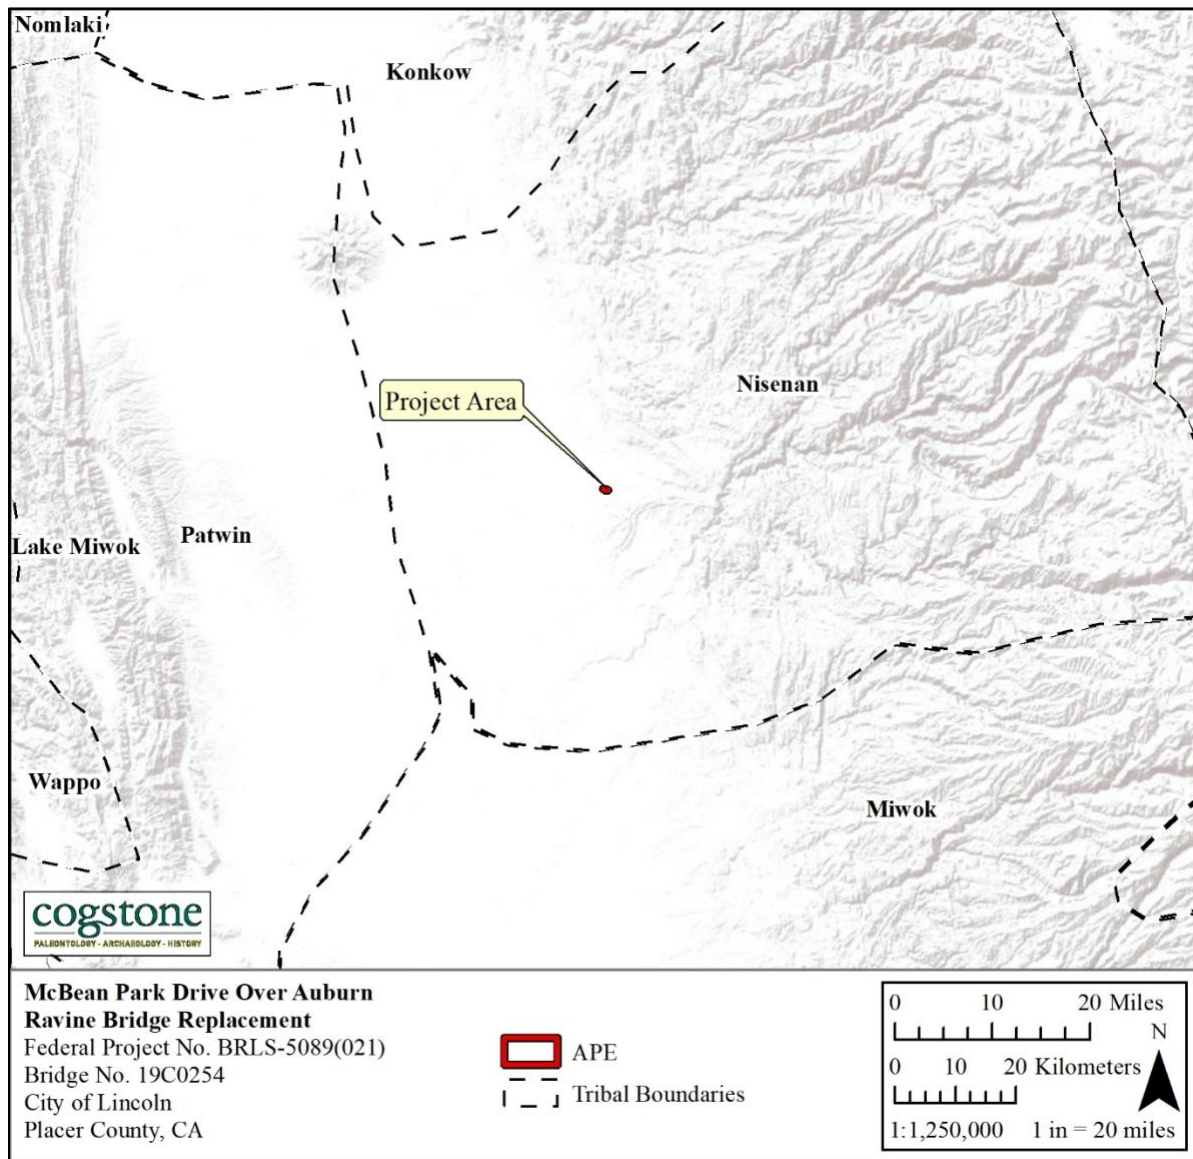 Nomlaki
Konkow
Nisenan
Project Area
Patwin
Lake Miwok
Wappo
Miwok
cogstone
PALEONTOLOGY - ARCHAEOLOGY - HISTORY
McBean Park Drive Over Auburn
Ravine Bridge Replacement
Federal Project No. BRLS-5089(021)
Bridge No. 19C0254
City of Lincoln
Placer County, CA
APE
Tribal Boundaries
0 10 20 Miles
N
0 10 20 Kilometers
1:1,250,000 1 in = 20 miles